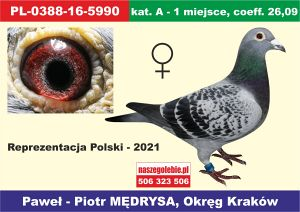 PL-0388-16-5990
kat. A - 1 miejsce, coeff. 26,09
Reprezentacja Polski - 2021
naszegolebie.pl
506 323 506
Paweł - Piotr MĘDRYSA, Okręg Kraków